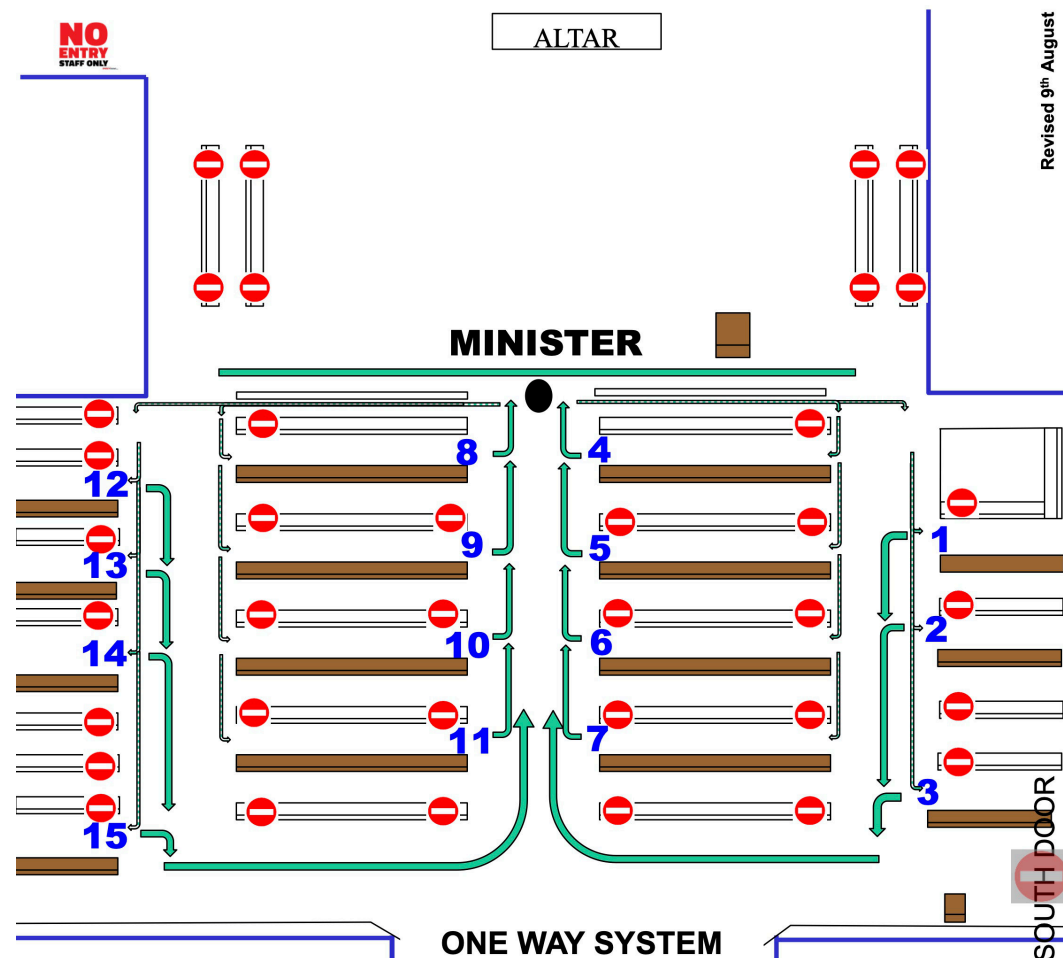 NO
ENTRY
STAFF ONLY
ALTAR
Revised 9th August
MINISTER
8
4
12
9
5
1
13
10
6
2
14
11
7
3
15
SOUTH DOOR
ONE WAY SYSTEM